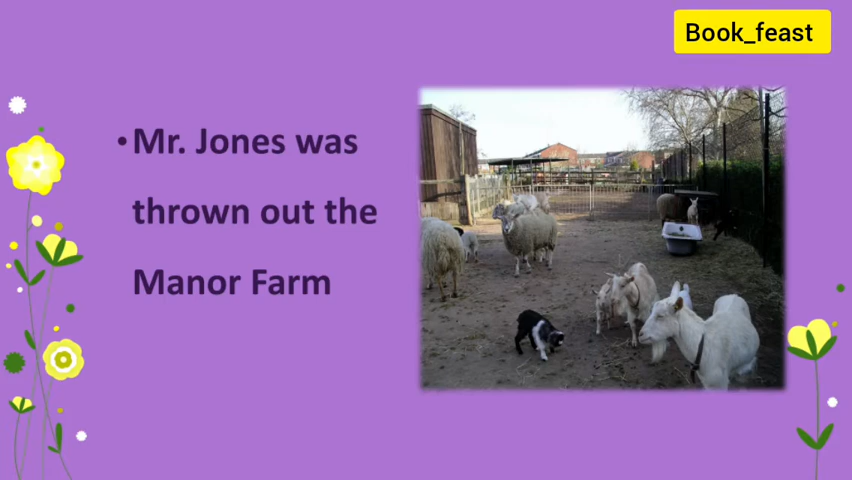 Book_feast
•Mr. Jones was
thrown out the
Manor Farm